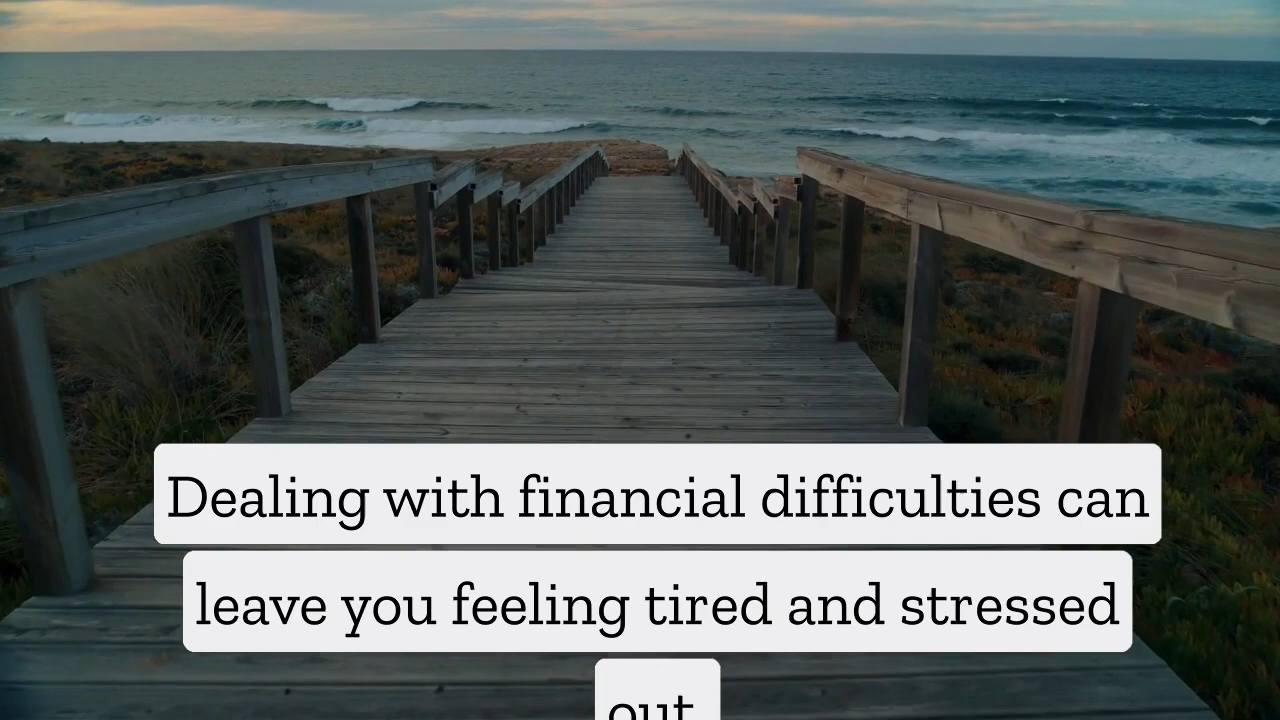 Dealing with financial difficulties can
leave you feeling tired and stressed
out